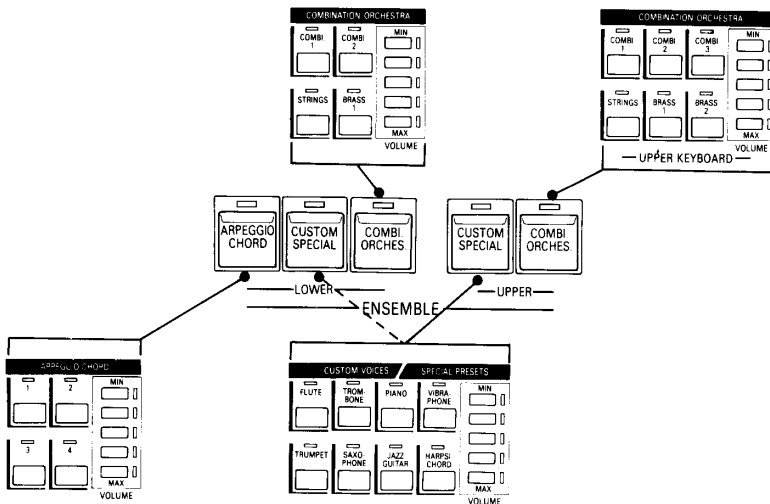 COMBINATION ORCHESTRA
COMBI 1
COMBI 2
MIN
STRINGS
BRASS 1
MAX
VOLUME
COMBINATION ORCHESTRA
COMBI 1
COMBI 2
COMBI 3
MIN
STRINGS
BRASS 1
BRASS 2
MAX
VOLUME
UPPER KEYBOARD
ARPEGGIO CHORD
CUSTOM SPECIAL
COMBI. ORCHES.
CUSTOM SPECIAL
COMBI. ORCHES.
LOWER
UPPER
ENSEMBLE
ARPEGGIO CHORD
1
2
MIN
3
4
MAX
VOLUME
CUSTOM VOICES / SPECIAL PRESETS
FLUTE
TROM-BONE
PIANO
VIBRA-PHONE
MIN
TRUMPET
SAXO-PHONE
JAZZ GUITAR
HARPSI CHORD
MAX
VOLUME